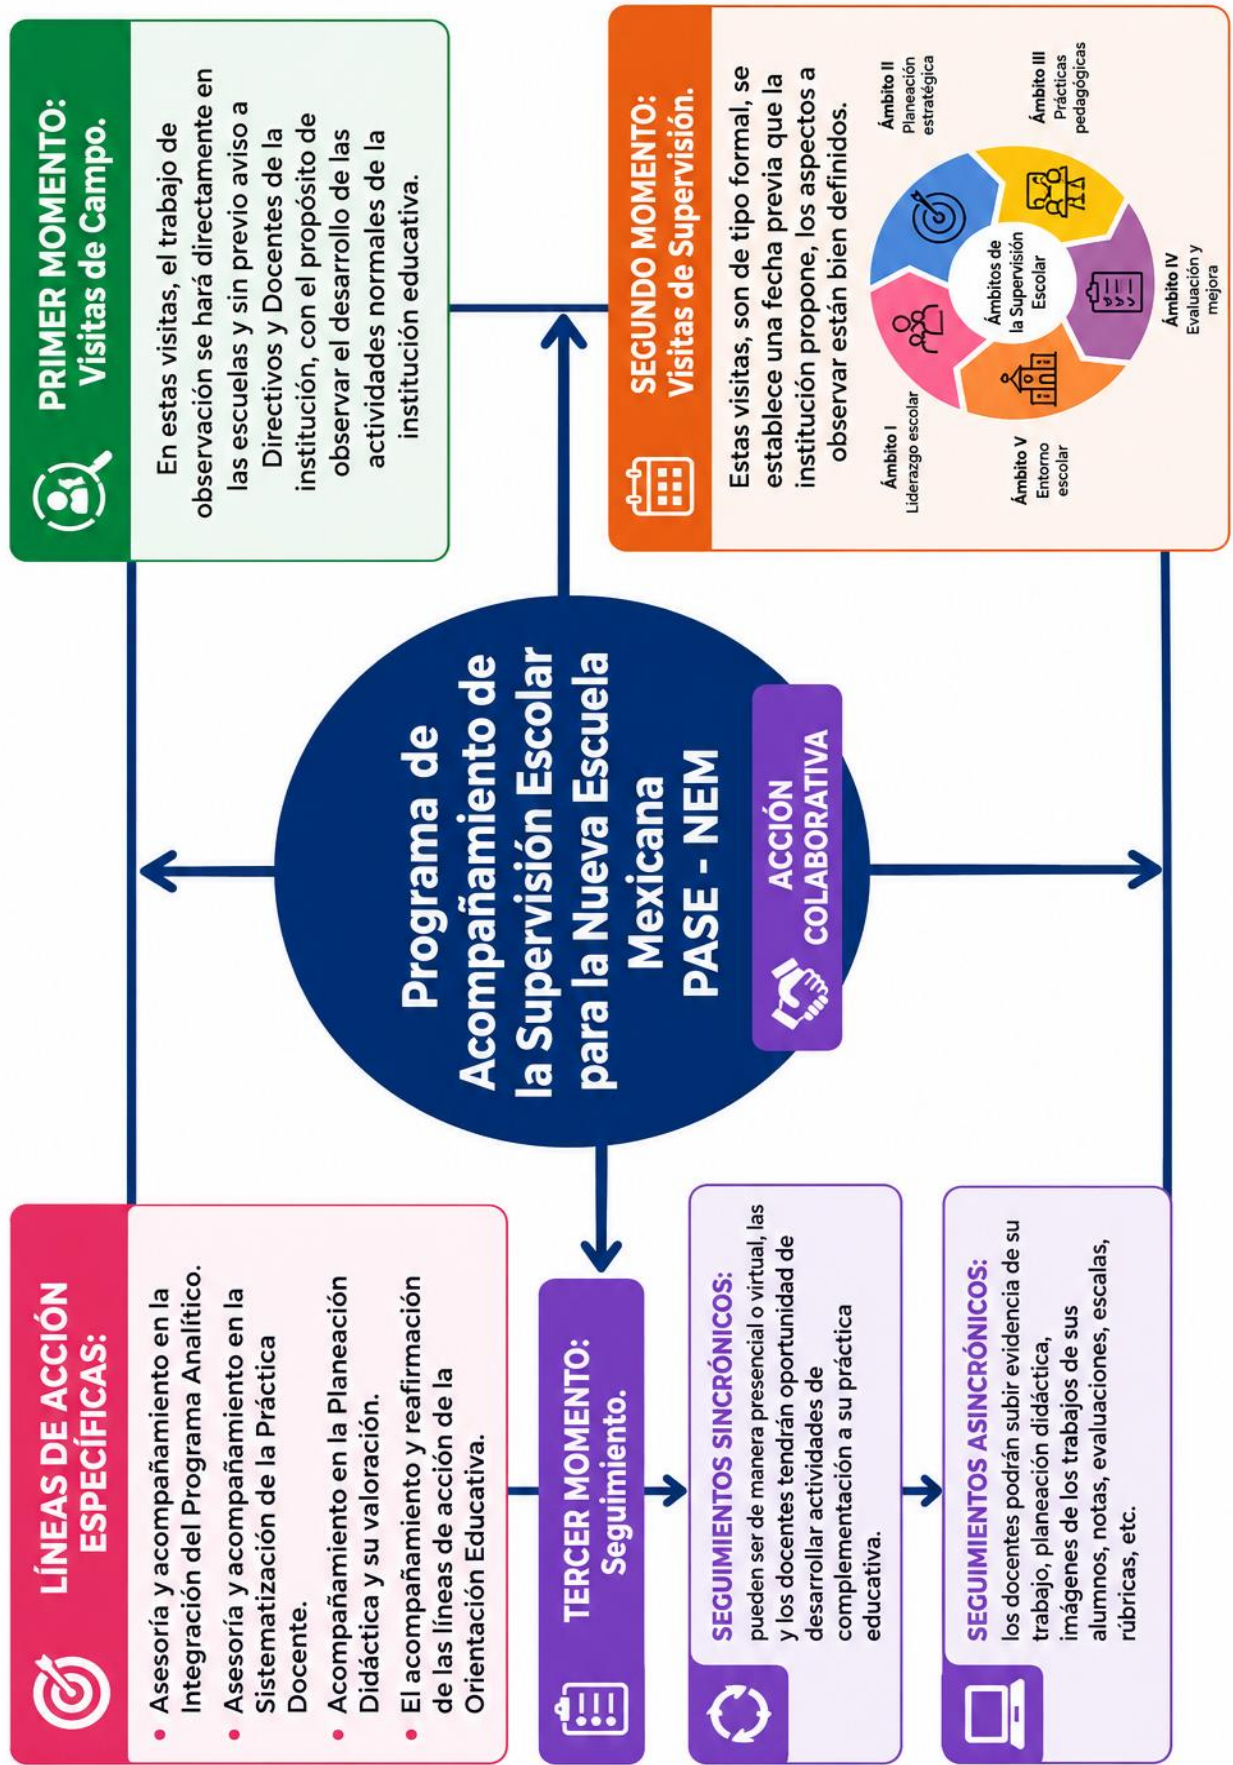 LÍNEAS DE ACCIÓN
ESPECÍFICAS:
• Asesoría y acompañamiento en la
Integración del Programa Analítico.
• Asesoría y acompañamiento en la
Sistematización de la Práctica
Docente.
• Acompañamiento en la Planeación
Didáctica y su valoración.
• El acompañamiento y reafirmación
de las líneas de acción de la
Orientación Educativa.
PRIMER MOMENTO:
Visitas de Campo.
En estas visitas, el trabajo de
observación se hará directamente en
las escuelas y sin previo aviso a
Directivos y Docentes de la
institución, con el propósito de
observar el desarrollo de las
actividades normales de la
institución educativa.
Programa de
Acompañamiento de
la Supervisión Escolar
para la Nueva Escuela
Mexicana
PASE - NEM
ACCIÓN
COLABORATIVA
TERCER MOMENTO:
Seguimiento.
SEGUIMIENTOS SINCRÓNICOS:
pueden ser de manera presencial o virtual, las
y los docentes tendrán oportunidad de
desarrollar actividades de
complementación a su práctica
educativa.
SEGUIMIENTOS ASINCRÓNICOS:
los docentes podrán subir evidencia de su
trabajo, planeación didáctica,
imágenes de los trabajos de sus
alumnos, notas, evaluaciones, escalas,
rúbricas, etc.
SEGUNDO MOMENTO:
Visitas de Supervisión.
Estas visitas, son de tipo formal, se
establece una fecha previa que la
institución propone, los aspectos a
observar están bien definidos.
Ámbito I
Liderazgo escolar
Ámbito II
Planeación
estratégica
Ámbitos de
la Supervisión
Escolar
Ámbito V
Entorno
escolar
Ámbito III
Prácticas
pedagógicas
Ámbito IV
Evaluación y
mejora